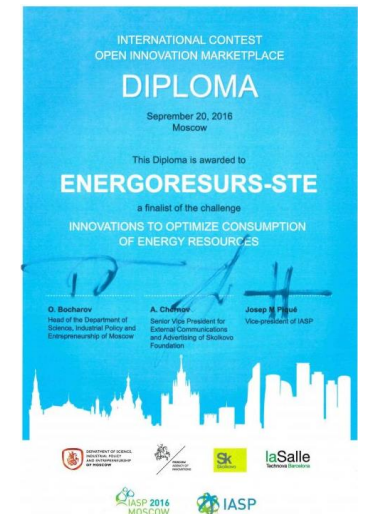 INTERNATIONAL CONTEST
OPEN INNOVATION MARKETPLACE
DIPLOMA
Seprember 20, 2016
Moscow
This Diploma is awarded to
ENERGORESURS-STE
a finalist of the challenge
INNOVATIONS TO OPTIMIZE CONSUMPTION
OF ENERGY RESOURCES
O. Bocharov
Head of the Department of
Science, Industrial Policy and
Entrepreneurship of Moscow
A. Chernov
Senior Vice President for
External Communications
and Advertising of Skolkovo
Foundation
Josep M Piqué
Vice-president of IASP
DEPARTMENT OF SCIENCE,
INDUSTRIAL POLICY
AND ENTREPRENEURSHIP
OF MOSCOW
Sk
Skolkovo
laSalle
Technova Barcelona
IASP 2016
MOSCOW
IASP